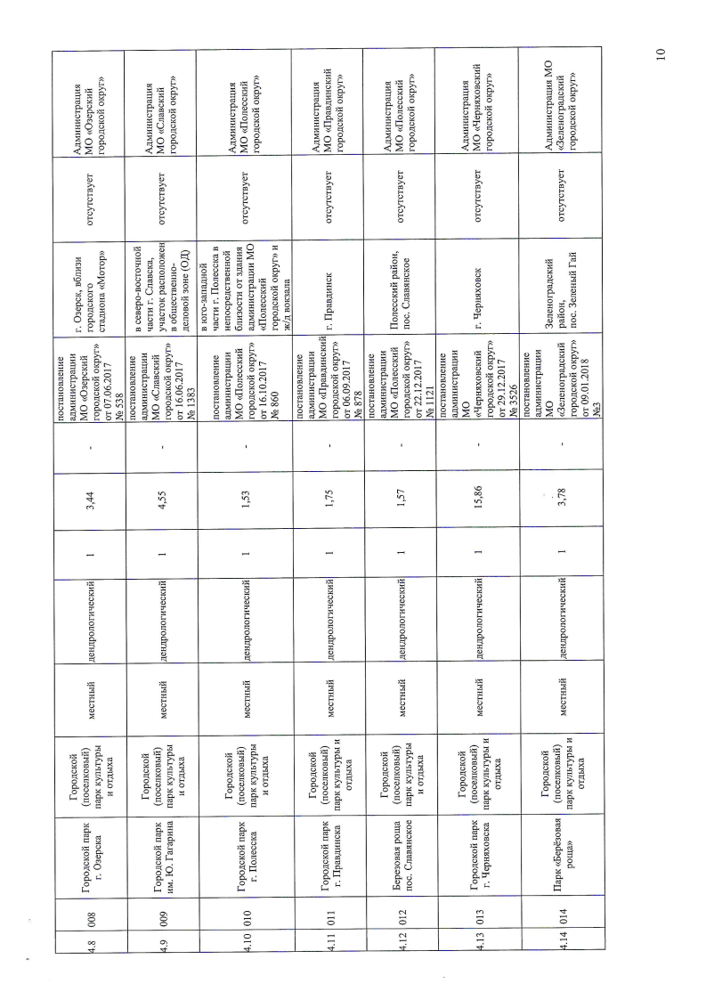 10
4.8
008
Городской парк
г. Озерска
Городской
(поселковый)
парк культуры
и отдыха
местный
дендрологический
1
3,44
-
постановление
администрации
МО «Озерский
городской округ»
от 07.06.2017
№ 538
г. Озерск, вблизи
городского
стадиона «Мотор»
отсутствует
Администрация
МО «Озерский
городской округ»
4.9
009
Городской парк
им. Ю. Гагарина
Городской
(поселковый)
парк культуры
и отдыха
местный
дендрологический
1
4,55
-
постановление
администрации
МО «Славский
городской округ»
от 16.06.2017
№ 1383
в северо-восточной
части г. Славска,
участок расположен
в общественно-
деловой зоне (ОД)
отсутствует
Администрация
МО «Славский
городской округ»
4.10
010
Городской парк
г. Полесска
Городской
(поселковый)
парк культуры
и отдыха
местный
дендрологический
1
1,53
-
постановление
администрации
МО «Полесский
городской округ»
от 16.10.2017
№ 860
в юго-западной
части г. Полесска в
непосредственной
близости от здания
администрации МО
«Полесский
городской округ» и
ж/д вокзала
отсутствует
Администрация
МО «Полесский
городской округ»
4.11
011
Городской парк
г. Правдинска
Городской
(поселковый)
парк культуры и
отдыха
местный
дендрологический
1
1,75
-
постановление
администрации
МО «Правдинский
городской округ»
от 06.09.2017
№ 878
г. Правдинск
отсутствует
Администрация
МО «Правдинский
городской округ»
4.12
012
Березовая роща
пос. Славянское
Городской
(поселковый)
парк культуры
и отдыха
местный
дендрологический
1
1,57
-
постановление
администрации
МО «Полесский
городской округ»
от 22.12.2017
№ 1121
Полесский район,
пос. Славянское
отсутствует
Администрация
МО «Полесский
городской округ»
4.13
013
Городской парк
г. Черняховска
Городской
(поселковый)
парк культуры и
отдыха
местный
дендрологический
1
15,86
-
постановление
администрации
МО
«Черняховский
городской округ»
от 29.12.2017
№ 3526
г. Черняховск
отсутствует
Администрация
МО «Черняховский
городской округ»
4.14
014
Парк «Берёзовая
роща»
Городской
(поселковый)
парк культуры и
отдыха
местный
дендрологический
1
3,78
-
постановление
администрации
МО
«Зеленоградский
городской округ»
от 09.01.2018
№3
Зеленоградский
район,
пос. Зеленый Гай
отсутствует
Администрация МО
«Зеленоградский
городской округ»